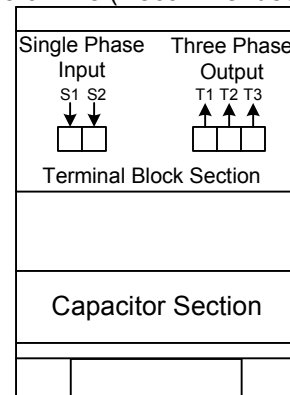 Single Phase Three Phase
Input Output
S1 S2 T1 T2 T3
Terminal Block Section
Capacitor Section